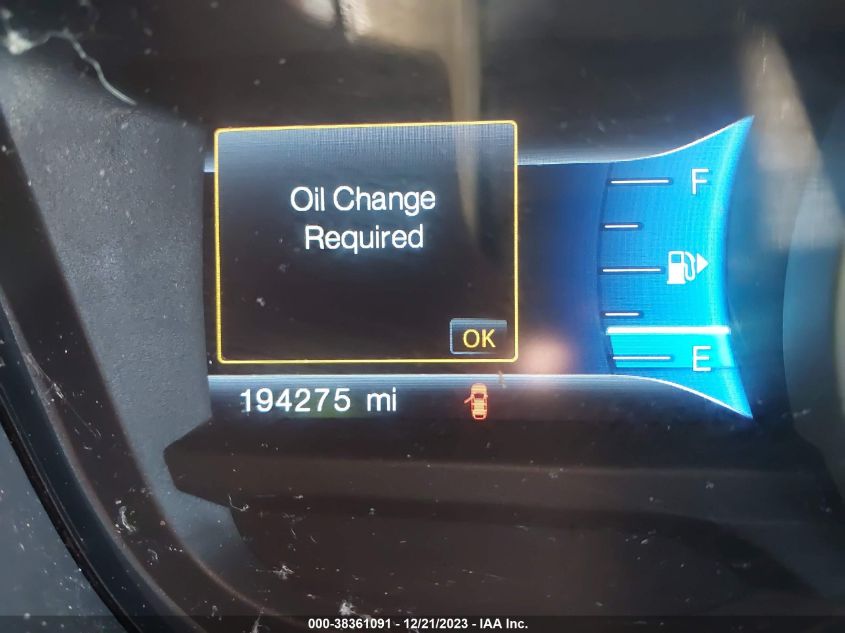 Oil Change
Required
OK
F
E
194275 mi
000-38361091 - 12/21/2023 - IAA Inc.